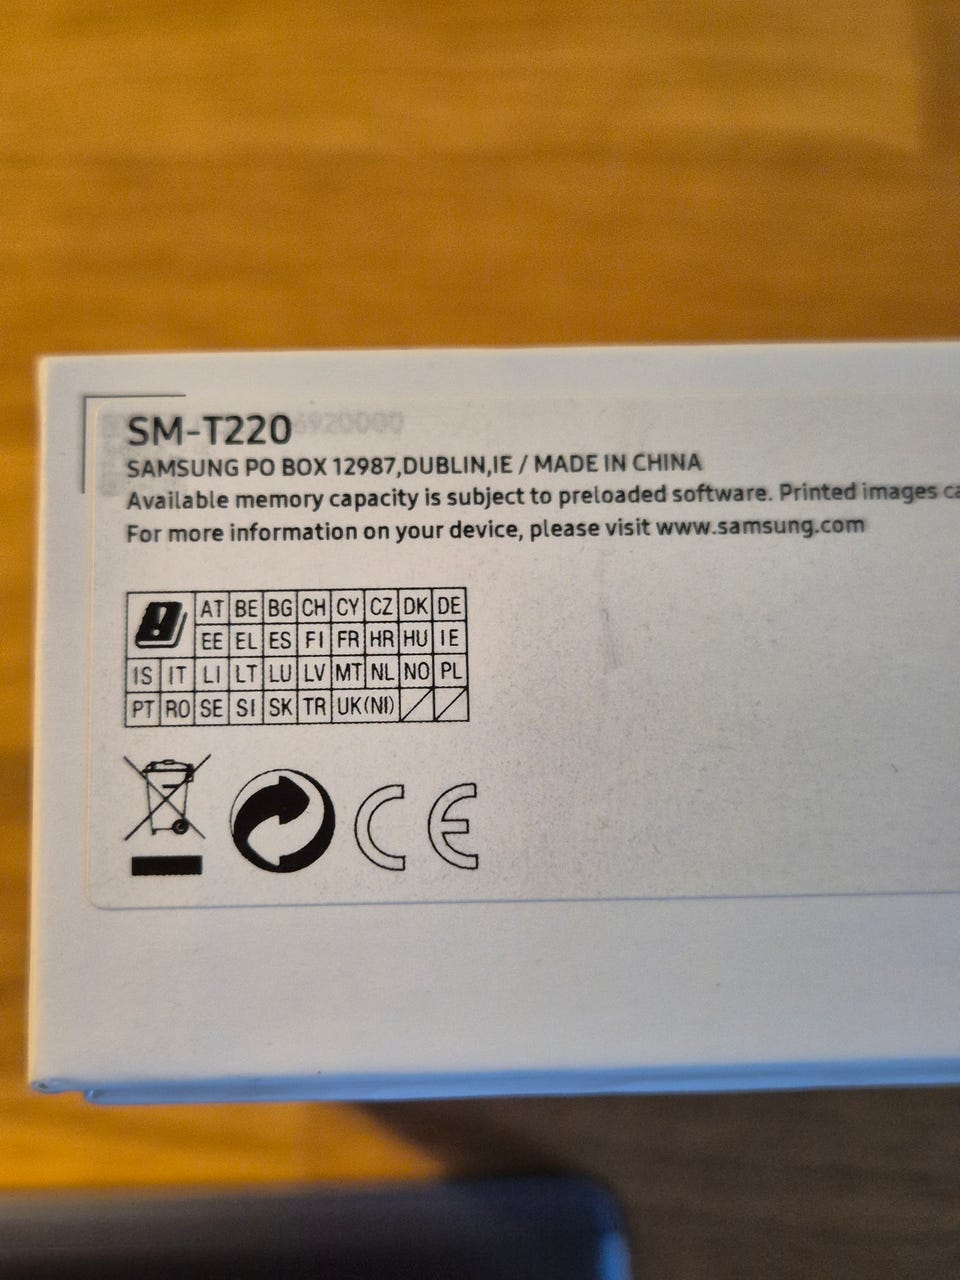 SM-T220
SAMSUNG PO BOX 12987,DUBLIN,IE / MADE IN CHINA
Available memory capacity is subject to preloaded software. Printed images
For more information on your device, please visit www.samsung.com
AT BE BG CH CY CZ DK DE
EE EL ES FI FR HR HU IE
IS IT LI LT LU LV MT NL NO PL
PT RO SE SI SK TR UK(NI)
CE